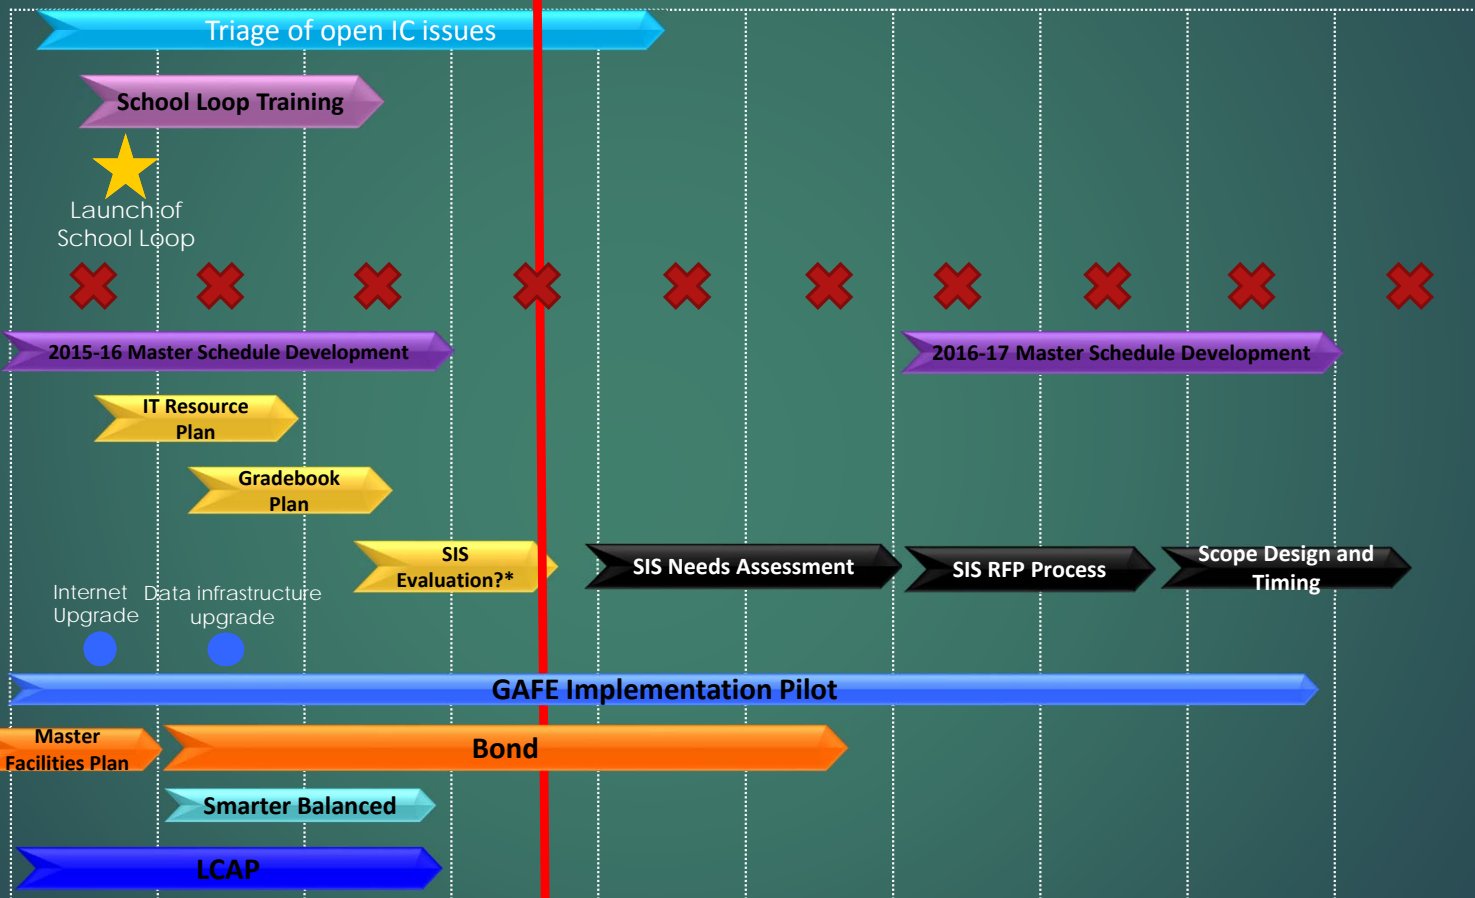 Triage of open IC issues
School Loop Training
Launch of
School Loop
2015-16 Master Schedule Development
2016-17 Master Schedule Development
IT Resource
Plan
Gradebook
Plan
SIS
Evaluation?*
SIS Needs Assessment
SIS RFP Process
Scope Design and
Timing
Internet
Upgrade
Data infrastructure
upgrade
GAFE Implementation Pilot
Master
Facilities Plan
Bond
Smarter Balanced
LCAP